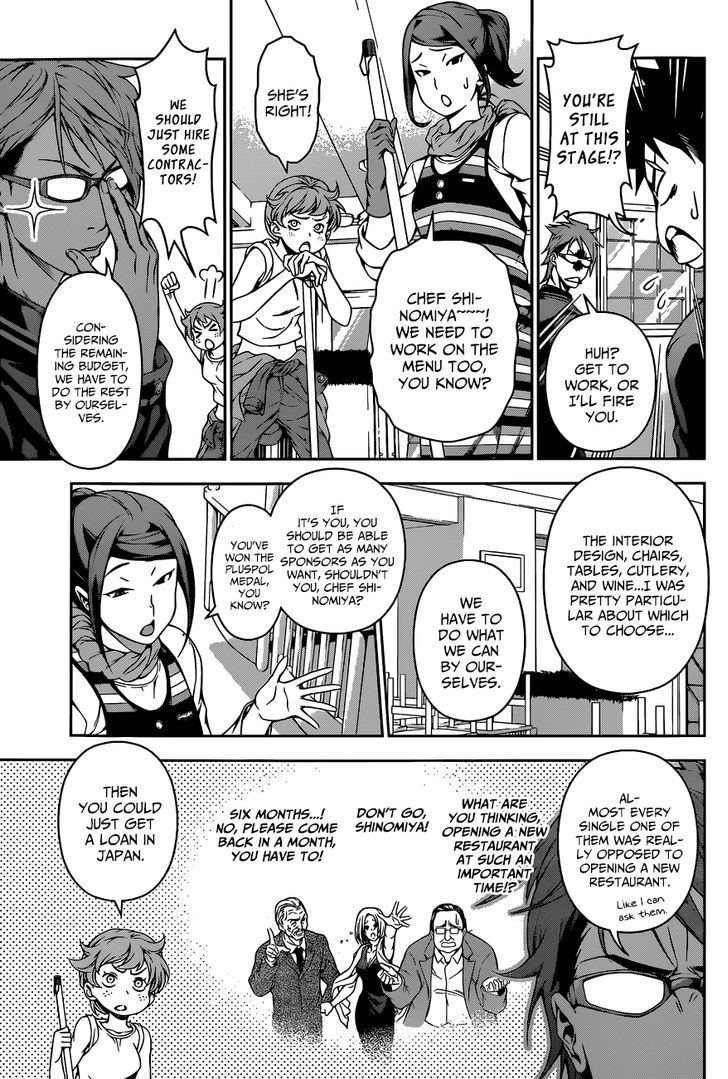 YOU'RE
STILL
AT THIS
STAGE!?
HUH?
GET TO
WORK, OR
I'LL FIRE
YOU.
CHEF SHI-
NOMIYA~~~!
WE NEED TO
WORK ON THE
MENU TOO,
YOU KNOW?
SHE'S
RIGHT!
WE
SHOULD
JUST HIRE
SOME
CONTRAC-
TORS!
CON-
SIDERING
THE REMAIN-
ING BUDGET,
WE HAVE TO
DO THE REST
BY OURSEL-
VES.
THE INTERIOR
DESIGN, CHAIRS,
TABLES, CUTLERY,
AND WINE...I WAS
PRETTY PARTICU-
LAR ABOUT WHICH
TO CHOOSE...
WE
HAVE TO
DO WHAT
WE CAN
BY OUR-
SELVES.
IF
IT'S YOU, YOU
SHOULD BE ABLE
TO GET AS MANY
SPONSORS AS YOU
WANT, SHOULDN'T
YOU, CHEF SHI-
NOMIYA?
YOU'VE
WON THE
PLUSPOL
MEDAL,
YOU
KNOW?
AL-
MOST EVERY
SINGLE ONE OF
THEM WAS REAL-
LY OPPOSED TO
OPENING A NEW
RESTAURANT.
Like I can
ask them.
WHAT ARE
YOU THINKING,
OPENING A NEW
RESTAURANT
AT SUCH AN
IMPORTANT
TIME!?
DON'T GO,
SHINOMIYA!
SIX MONTHS...!
NO, PLEASE COME
BACK IN A MONTH,
YOU HAVE TO!
THEN
YOU COULD
JUST GET
A LOAN IN
JAPAN.